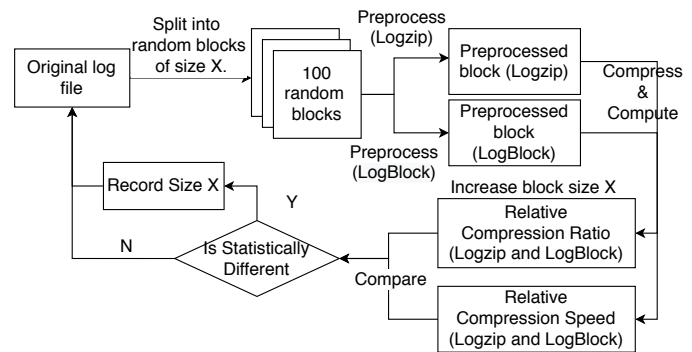 Split into
random blocks
of size X.
Original log
file
100
random
blocks
Preprocess
(Logzip)
Preprocess
(LogBlock)
Preprocessed
block (Logzip)
Preprocessed
block
(LogBlock)
Compress
&
Compute
Increase block size X
Relative
Compression Ratio
(Logzip and LogBlock)
Relative
Compression Speed
(Logzip and LogBlock)
Compare
Is Statistically
Different
Y
N
Record Size X